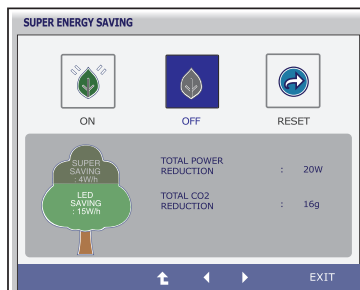 SUPER ENERGY SAVING
ON OFF RESET
SUPER
SAVING
: 4W/h
LED
SAVING
: 15W/h
TOTAL POWER
REDUCTION : 20W
TOTAL CO2
REDUCTION : 16g
EXIT